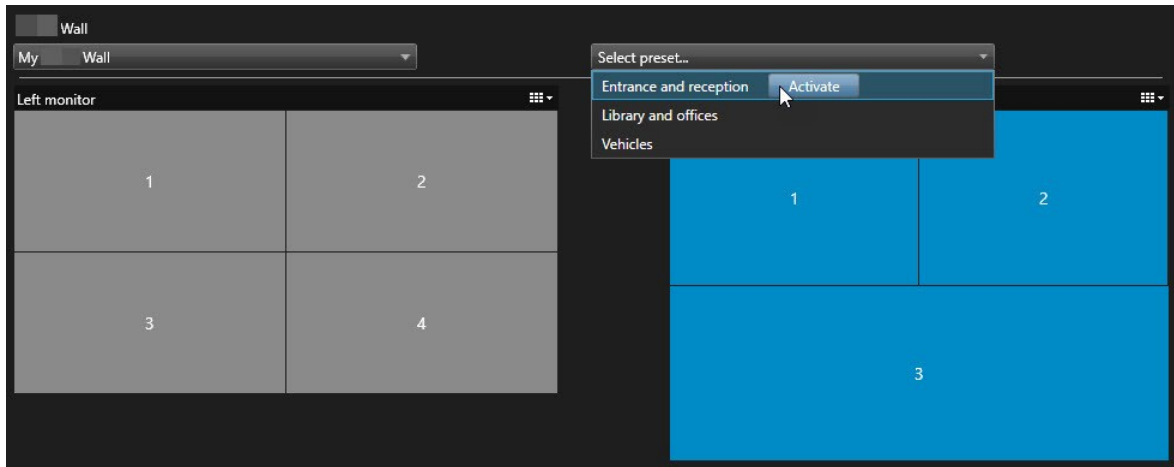 Wall
My Wall
Select preset...
Entrance and reception Activate
Library and offices
Vehicles
Left monitor
1 2
3 4
1 2
3